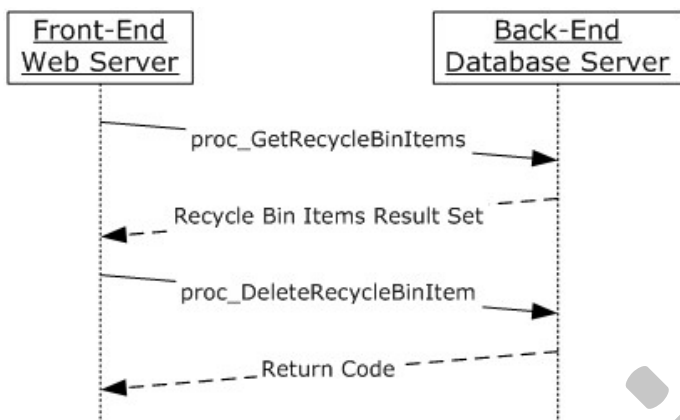 Front-End
Web Server
Back-End
Database Server
proc_GetRecycleBinItems
Recycle Bin Items Result Set
proc_DeleteRecycleBinItem
Return Code